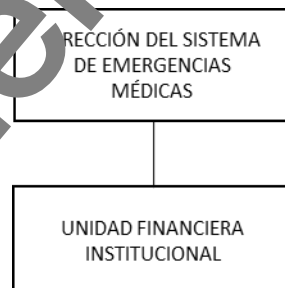 RECCIÓN DEL SISTEMA
DE EMERGENCIAS
MÉDICAS
UNIDAD FINANCIERA
INSTITUCIONAL